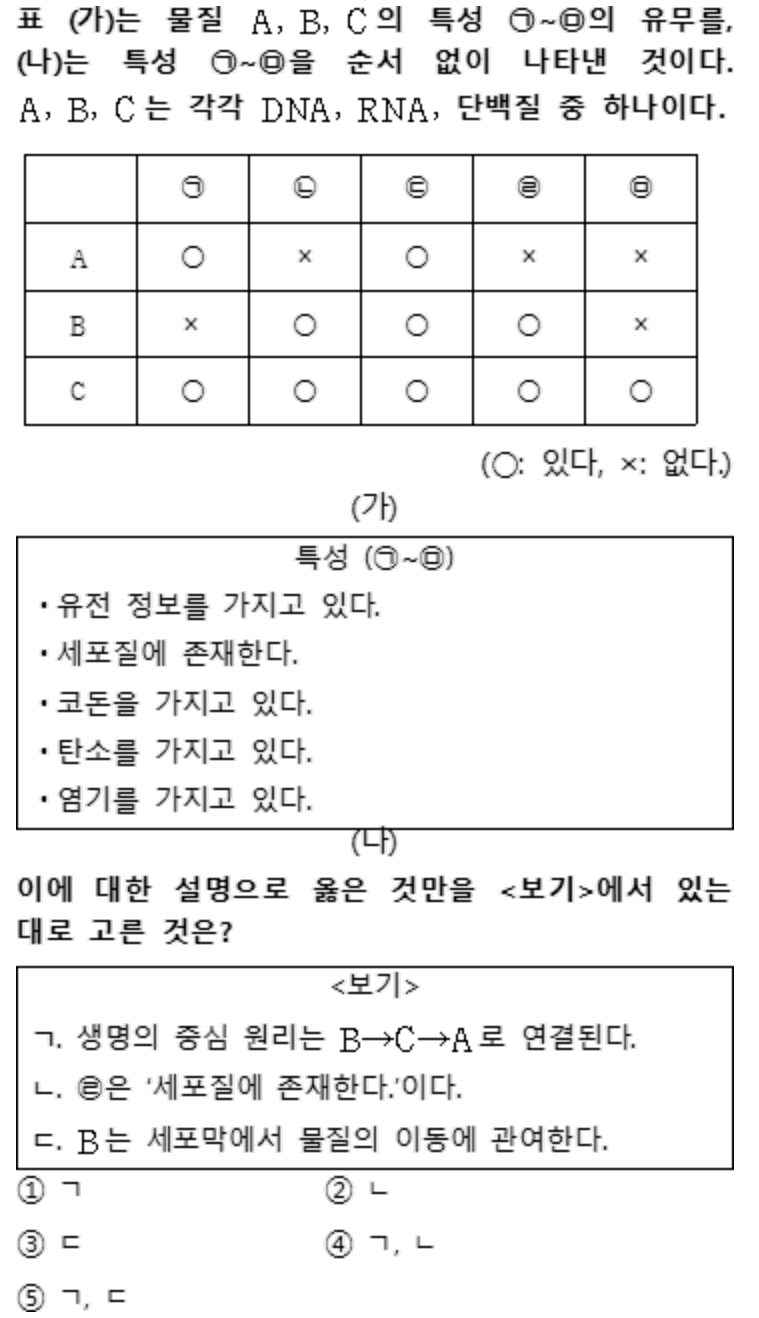 표 (가)는 물질 A, B, C의 특성 ㉠~㉤의 유무를,
(나)는 특성 ㉠~㉤을 순서 없이 나타낸 것이다.
A, B, C는 각각 DNA, RNA, 단백질 중 하나이다.
㉠ ㉡ ㉢ ㉣ ㉤
A ○ × ○ × ×
B × ○ ○ ○ ×
C ○ ○ ○ ○ ○
(○: 있다, ×: 없다.)
(가)
특성 (㉠~㉤)
・유전 정보를 가지고 있다.
・세포질에 존재한다.
・코돈을 가지고 있다.
・탄소를 가지고 있다.
・염기를 가지고 있다.
(나)
이에 대한 설명으로 옳은 것만을 <보기>에서 있는
대로 고른 것은?
<보기>
ㄱ. 생명의 중심 원리는 B→C→A로 연결된다.
ㄴ. ㉣은 '세포질에 존재한다.'이다.
ㄷ. B는 세포막에서 물질의 이동에 관여한다.
① ㄱ ② ㄴ
③ ㄷ ④ ㄱ, ㄴ
⑤ ㄱ, ㄷ